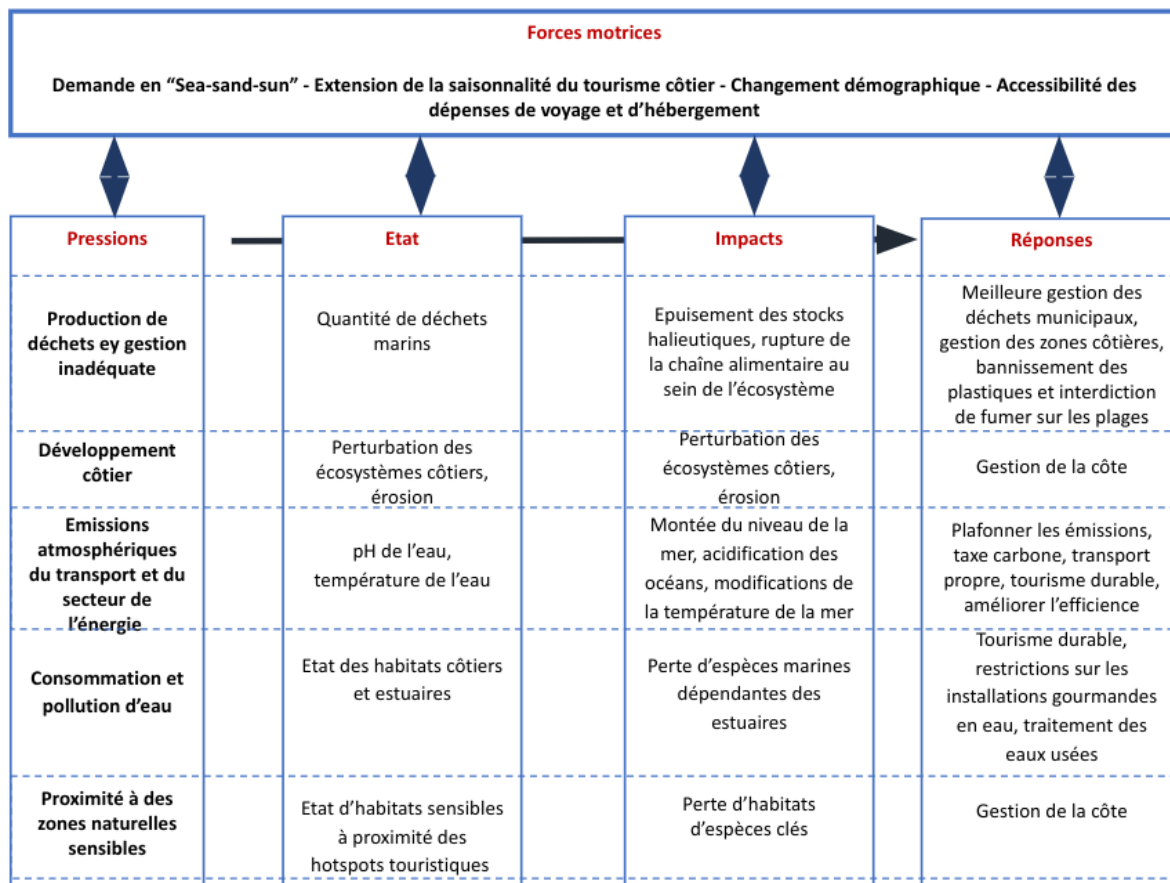 Forces motrices
Demande en “Sea-sand-sun” - Extension de la saisonnalité du tourisme côtier - Changement démographique - Accessibilité des
dépenses de voyage et d’hébergement
Pressions
Etat
Impacts
Réponses
Production de
déchets ey gestion
inadéquate
Quantité de déchets
marins
Epuisement des stocks
halieutiques, rupture de
la chaîne alimentaire au
sein de l’écosystème
Meilleure gestion des
déchets municipaux,
gestion des zones côtières,
bannissement des
plastiques et interdiction
de fumer sur les plages
Développement
côtier
Perturbation des
écosystèmes côtiers,
érosion
Perturbation des
écosystèmes côtiers,
érosion
Gestion de la côte
Emissions
atmosphériques
du transport et du
secteur de
l’énergie
pH de l’eau,
température de l’eau
Montée du niveau de la
mer, acidification des
océans, modifications de
la température de la mer
Plafonner les émissions,
taxe carbone, transport
propre, tourisme durable,
améliorer l’efficience
Consommation et
pollution d’eau
Etat des habitats côtiers
et estuaires
Perte d’espèces marines
dépendantes des
estuaires
Tourisme durable,
restrictions sur les
installations gourmandes
en eau, traitement des
eaux usées
Proximité à des
zones naturelles
sensibles
Etat d’habitats sensibles
à proximité des
hotspots touristiques
Perte d’habitats
d’espèces clés
Gestion de la côte